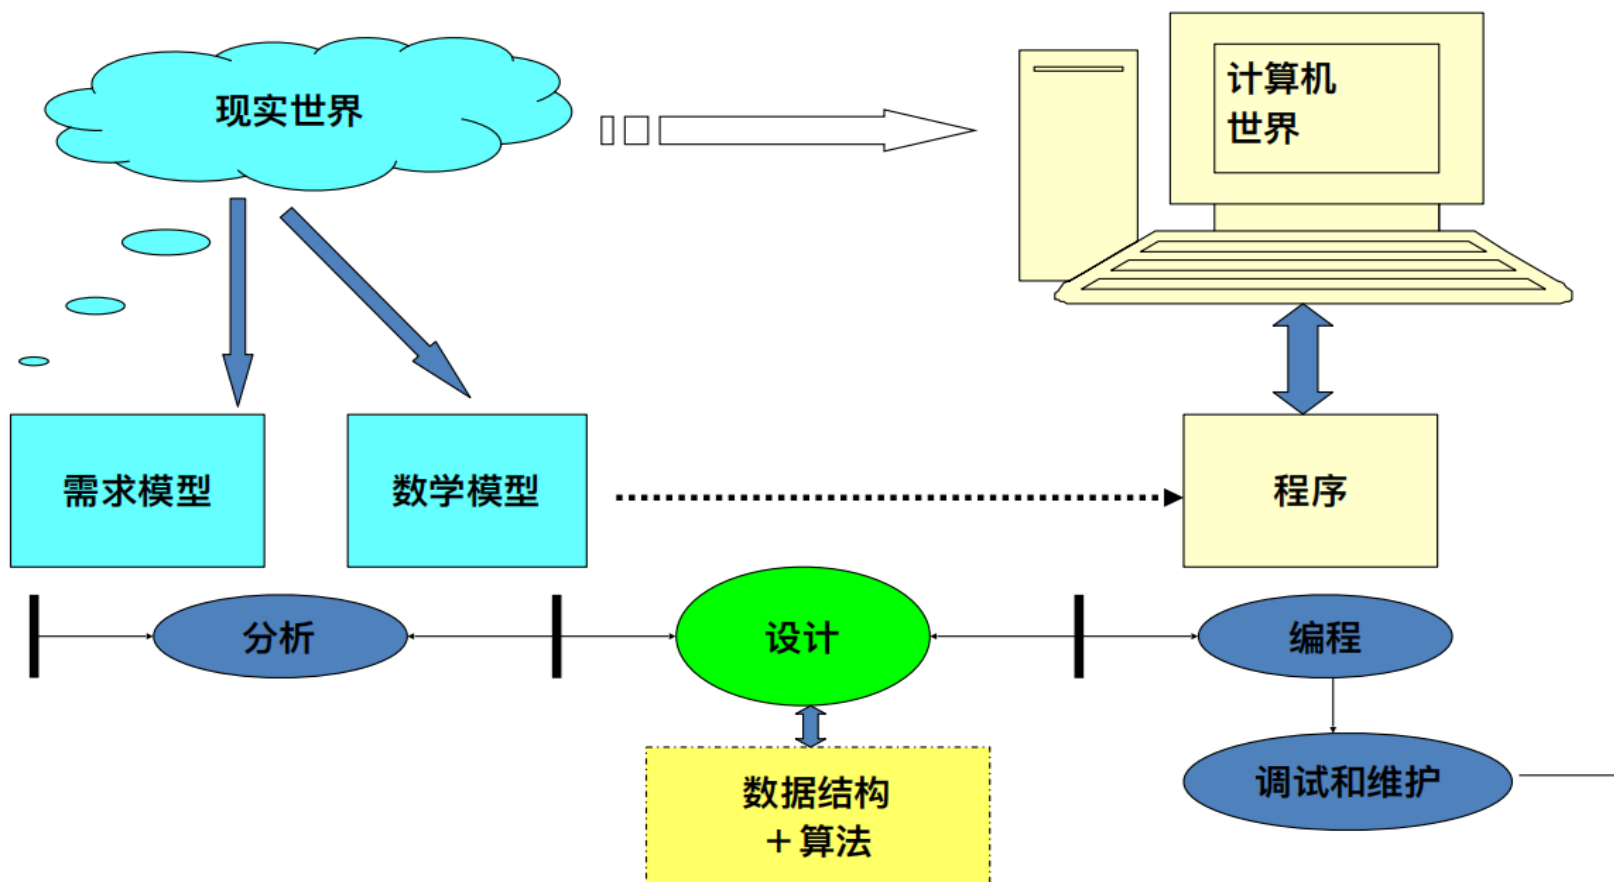 现实世界
计算机
世界
需求模型
数学模型
程序
分析
设计
编程
数据结构
＋算法
调试和维护